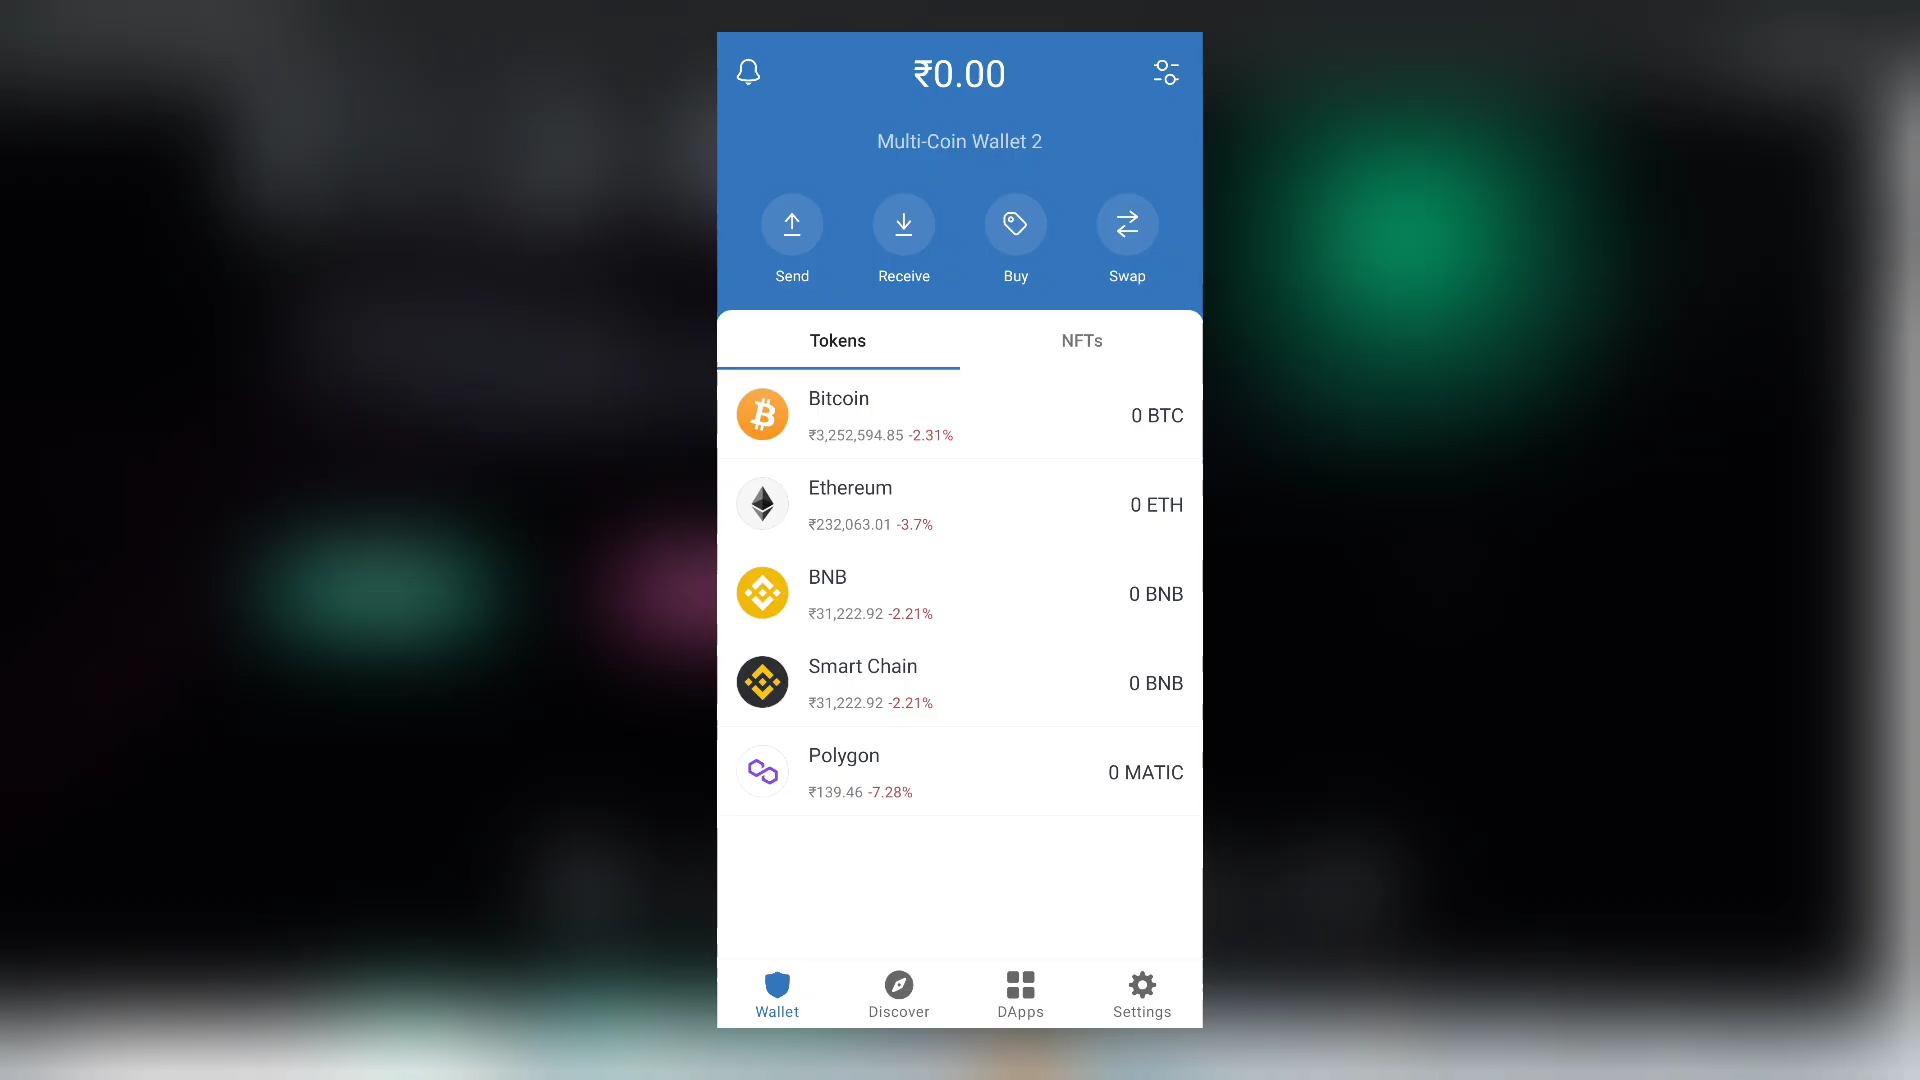 ₹0.00
Multi-Coin Wallet 2
Send Receive Buy Swap
Tokens NFTs
Bitcoin
₹3,252,594.85 -2.31%
0 BTC
Ethereum
₹232,063.01 -3.7%
0 ETH
BNB
₹31,222.92 -2.21%
0 BNB
Smart Chain
₹31,222.92 -2.21%
0 BNB
Polygon
₹139.46 -7.28%
0 MATIC
Wallet Discover DApps Settings